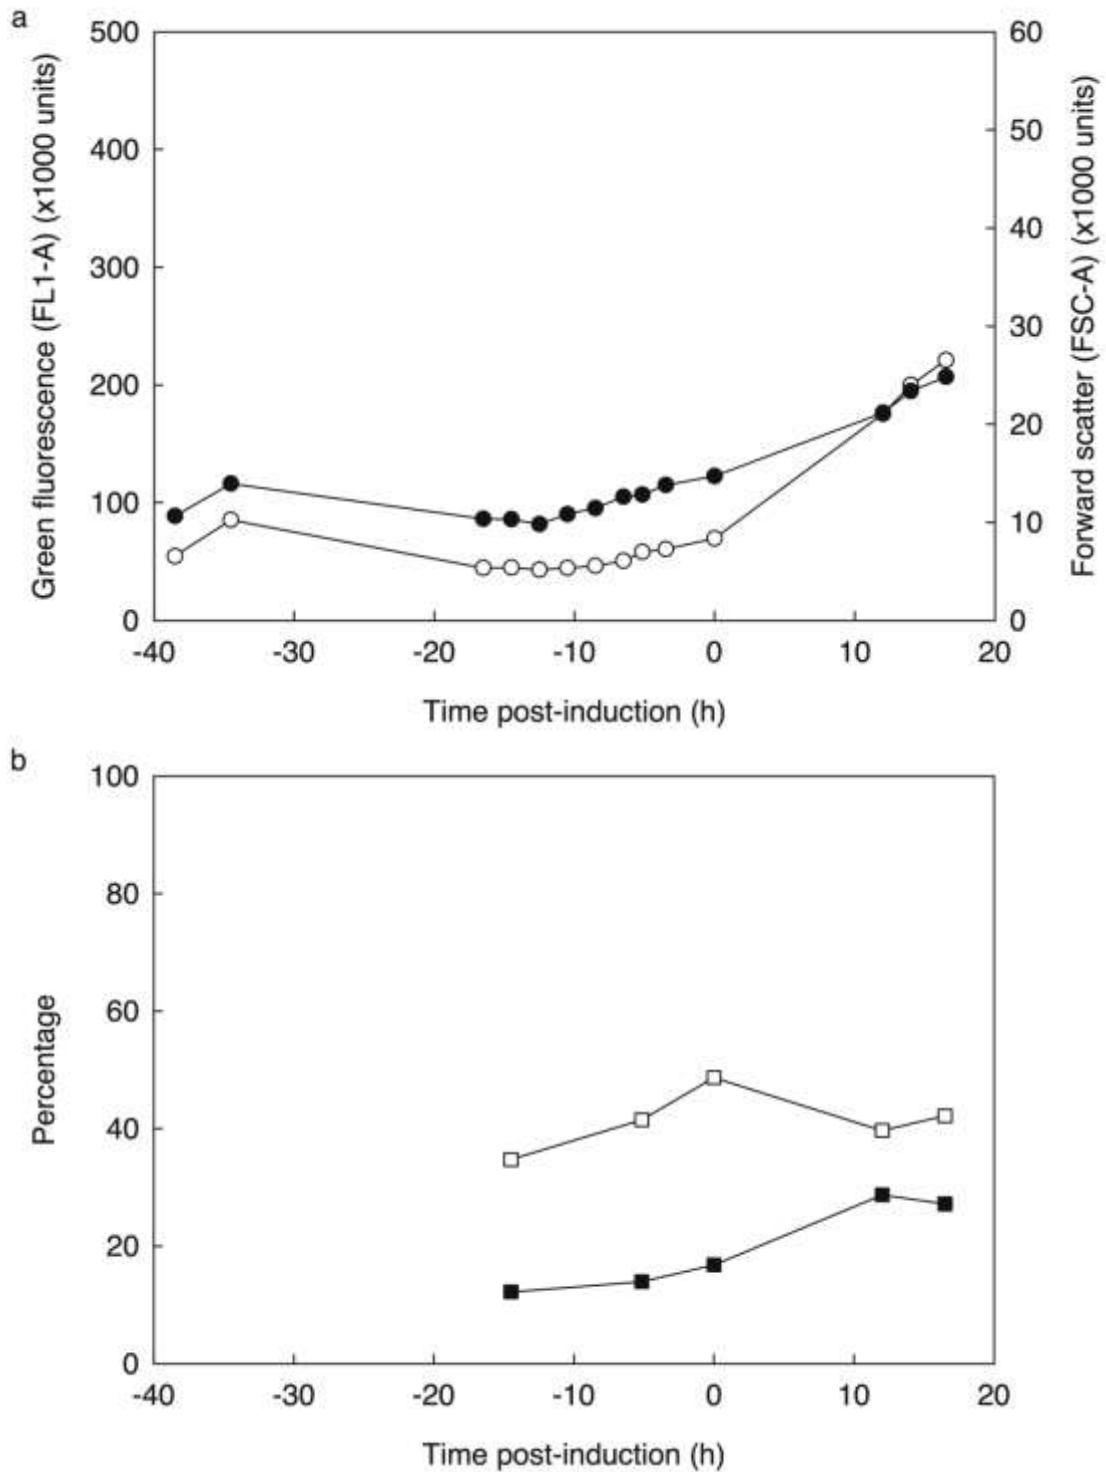 a
Green fluorescence (FL1-A) (x1000 units)
500
400
300
200
100
0
60
50
40
30
20
10
0
Forward scatter (FSC-A) (x1000 units)
-40 -30 -20 -10 0 10 20
Time post-induction (h)
b
Percentage
100
80
60
40
20
0
-40 -30 -20 -10 0 10 20
Time post-induction (h)